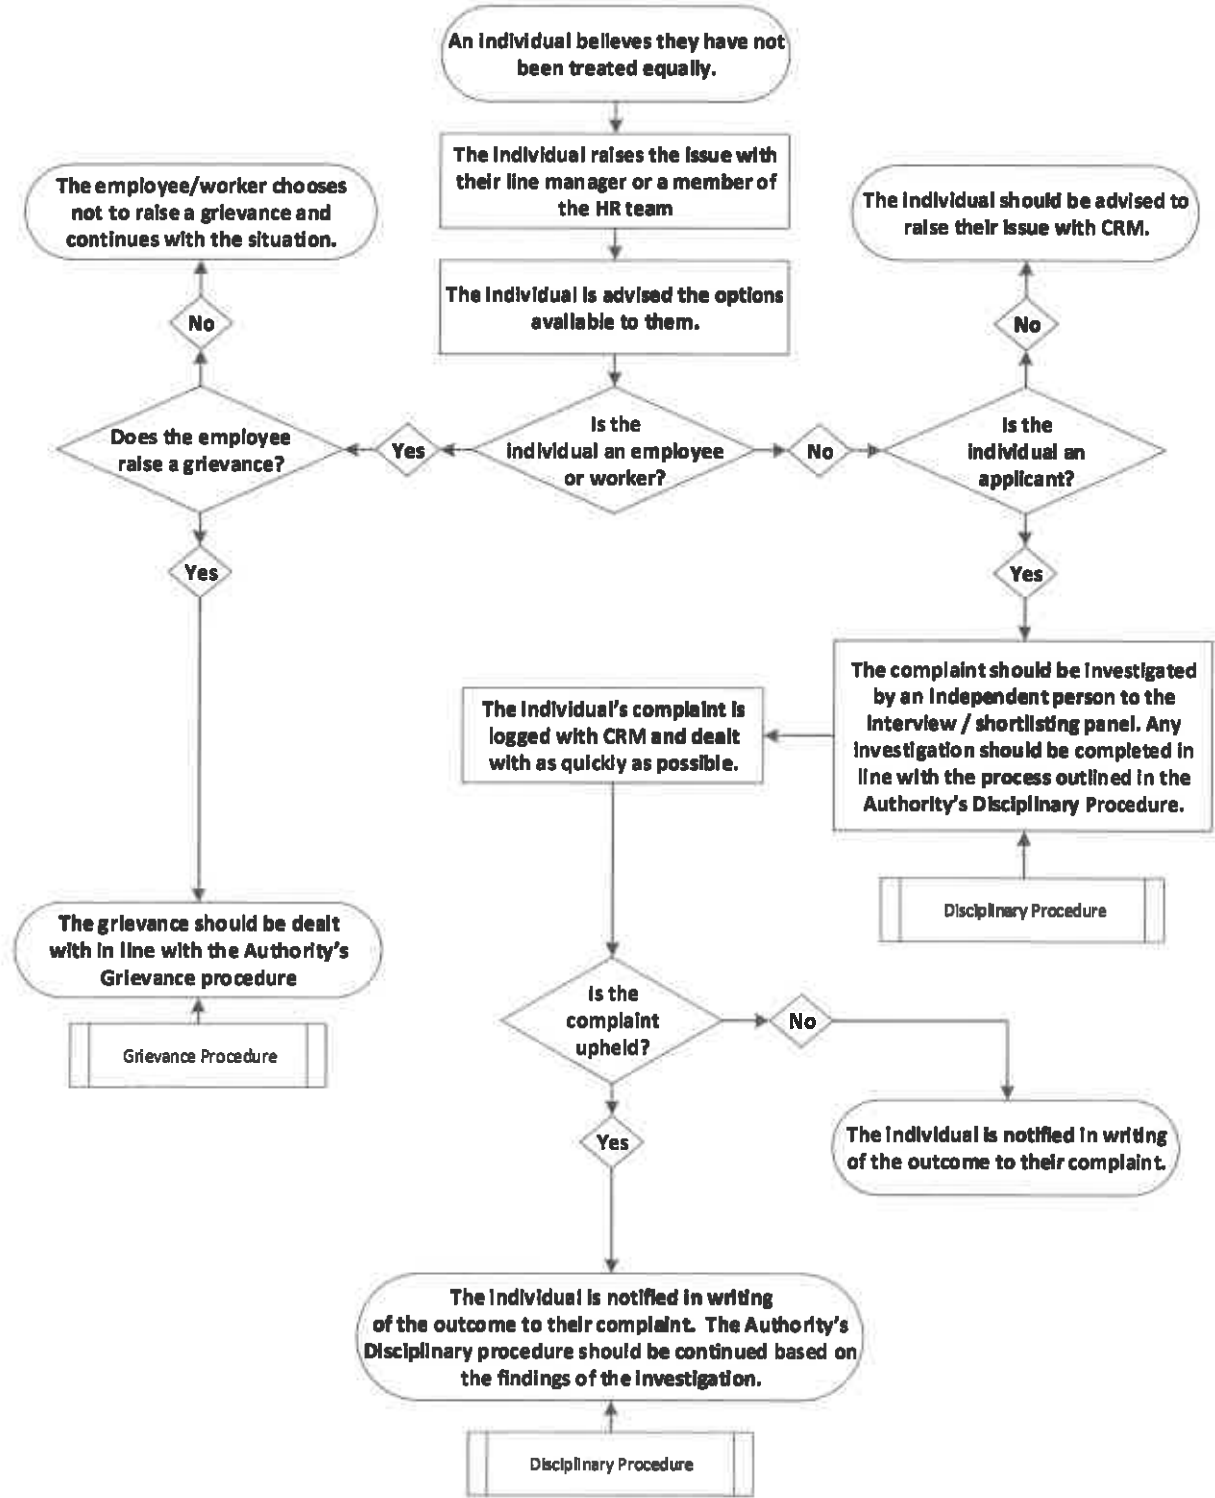 An individual believes they have not
been treated equally.
The individual raises the issue with
their line manager or a member of
the HR team
The employee/worker chooses
not to raise a grievance and
continues with the situation.
The individual should be advised to
raise their issue with CRM.
The individual is advised the options
available to them.
No
No
Does the employee
raise a grievance?
Yes
Is the
individual an employee
or worker?
No
Is the
individual an
applicant?
Yes
Yes
The complaint should be investigated
by an independent person to the
interview / shortlisting panel. Any
investigation should be completed in
line with the process outlined in the
Authority's Disciplinary Procedure.
The individual's complaint is
logged with CRM and dealt
with as quickly as possible.
Disciplinary Procedure
The grievance should be dealt
with in line with the Authority's
Grievance procedure
Grievance Procedure
Is the
complaint
upheld?
No
Yes
The individual is notified in writing
of the outcome to their complaint.
The individual is notified in writing
of the outcome to their complaint.  The Authority's
Disciplinary procedure should be continued based on
the findings of the investigation.
Disciplinary Procedure